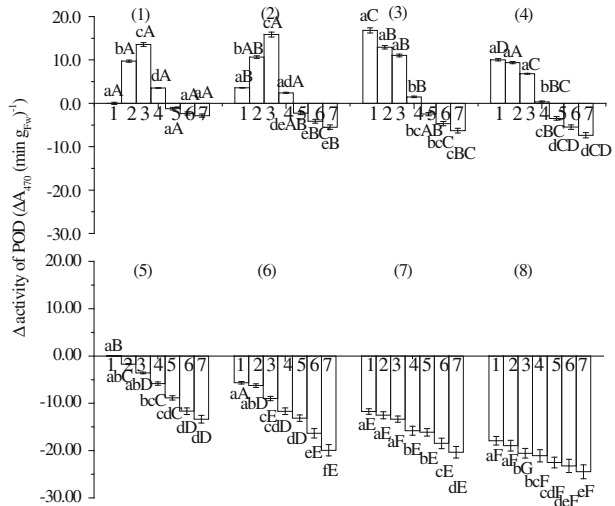 Δ activity of POD (ΔA470 (min gFw)-1)
20.0
10.0
0.0
-10.0
-20.0
-30.0
(1)
aA
bA
cA
dA
aA
aA
aA
1 2 3 4 5 6 7
(2)
aB
bAB
cA
adA
deAB
eBC
eB
1 2 3 4 5 6 7
(3)
aC
aB
aB
bB
bcAB
bcC
cBC
1 2 3 4 5 6 7
(4)
aD
aA
aC
bBC
cBC
dCD
dCD
1 2 3 4 5 6 7
20.00
10.00
0.00
-10.00
-20.00
-30.00
(5)
aB
1 2 3 4 5 6 7
abC
abD
bcC
cdC
dD
dD
(6)
1 2 3 4 5 6 7
aA
abD
cE
cdD
dD
eE
fE
(7)
1 2 3 4 5 6 7
aE
aE
aF
bE
bE
cE
dE
(8)
1 2 3 4 5 6 7
aF
aF
bG
bcF
cdF
deF
eF